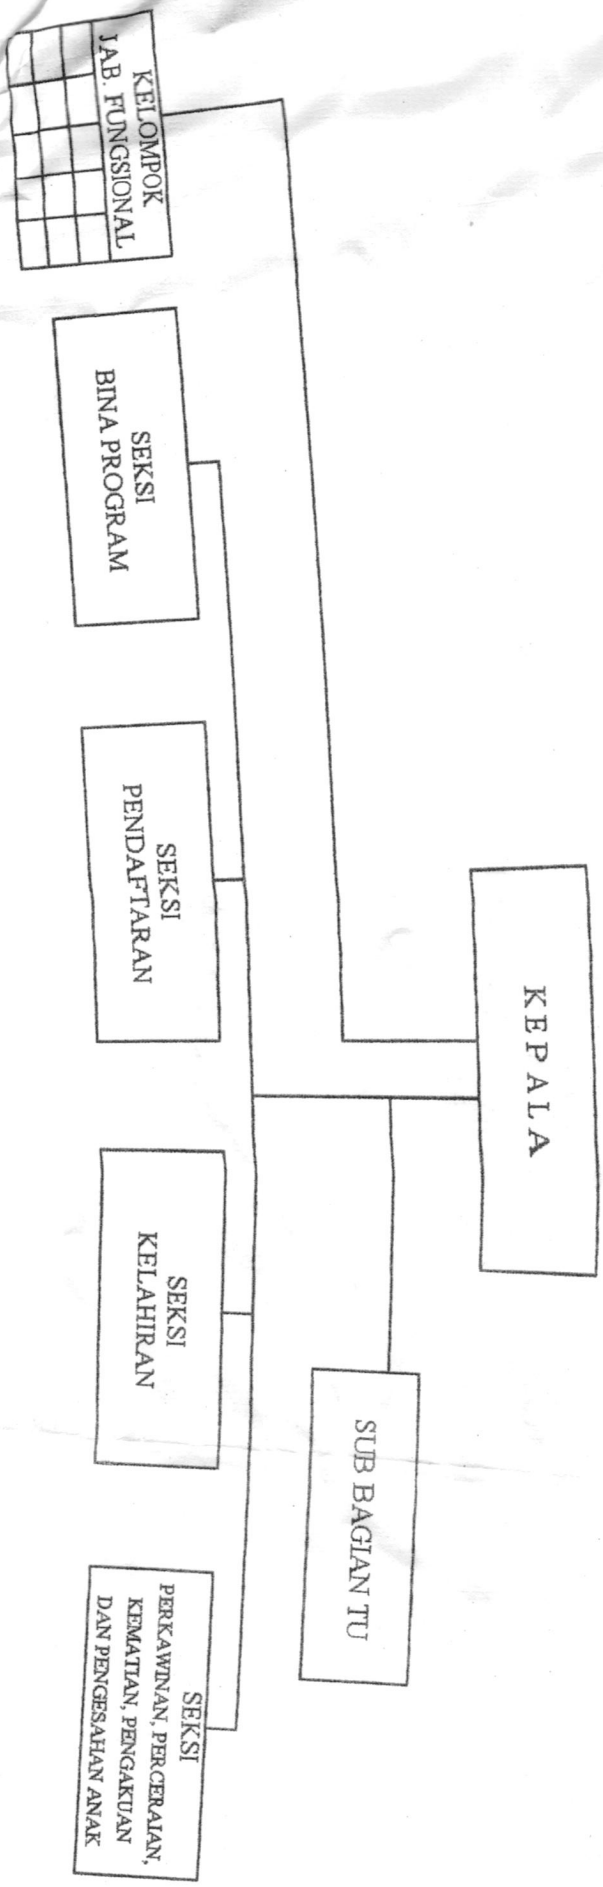 KEPALA
SUB BAGIAN TU
KELOMPOK
JAB. FUNGSIONAL
SEKSI
BINA PROGRAM
SEKSI
PENDAFTARAN
SEKSI
KELAHIRAN
SEKSI
PERKAWINAN, PERCERAIAN,
KEMATIAN, PENGAKUAN
DAN PENGESAHAN ANAK